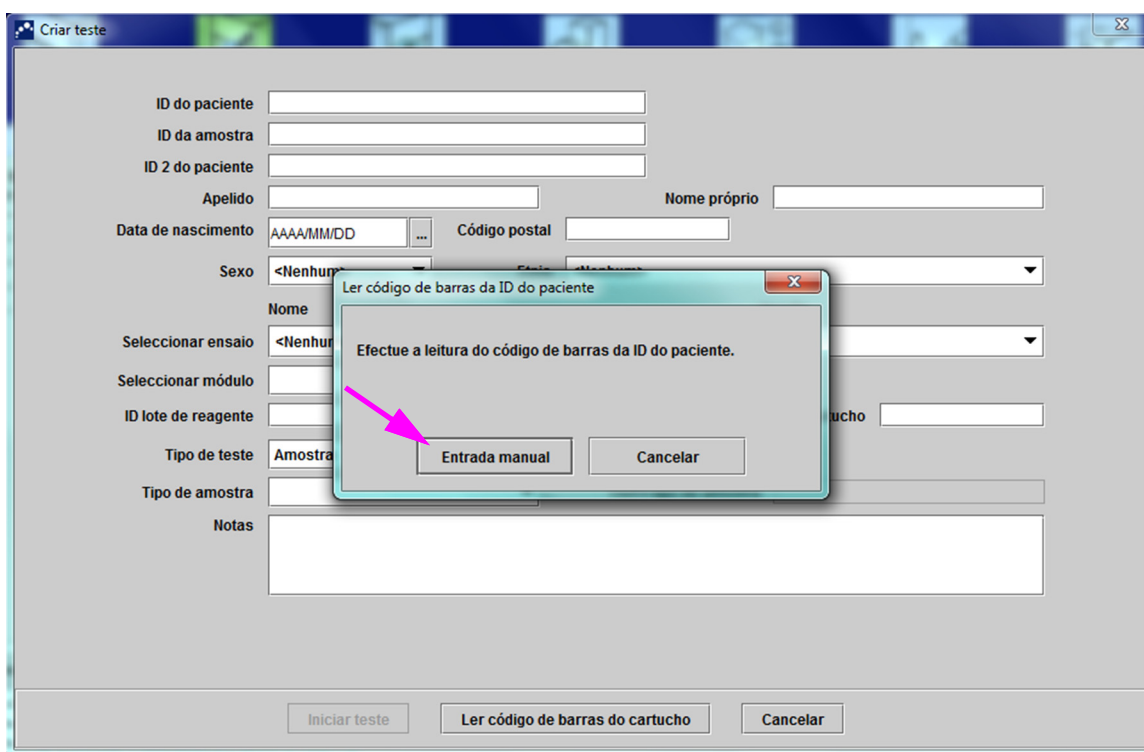 Criar teste
ID do paciente
ID da amostra
ID 2 do paciente
Apelido Nome próprio
Data de nascimento AAAA/MM/DD ... Código postal
Sexo
Ler código de barras da ID do paciente
Nome
Seleccionar ensaio
Efectue a leitura do código de barras da ID do paciente.
Seleccionar módulo
ID lote de reagente
Tipo de teste Amostra
Entrada manual Cancelar
Tipo de amostra
Notas
Iniciar teste Ler código de barras do cartucho Cancelar